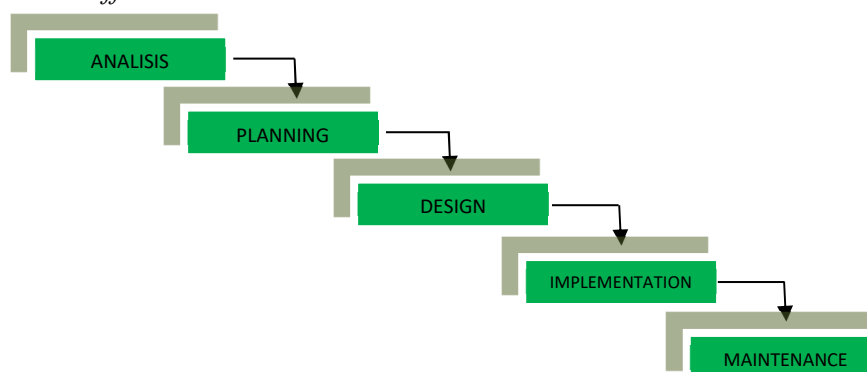 ANALISIS
PLANNING
DESIGN
IMPLEMENTATION
MAINTENANCE